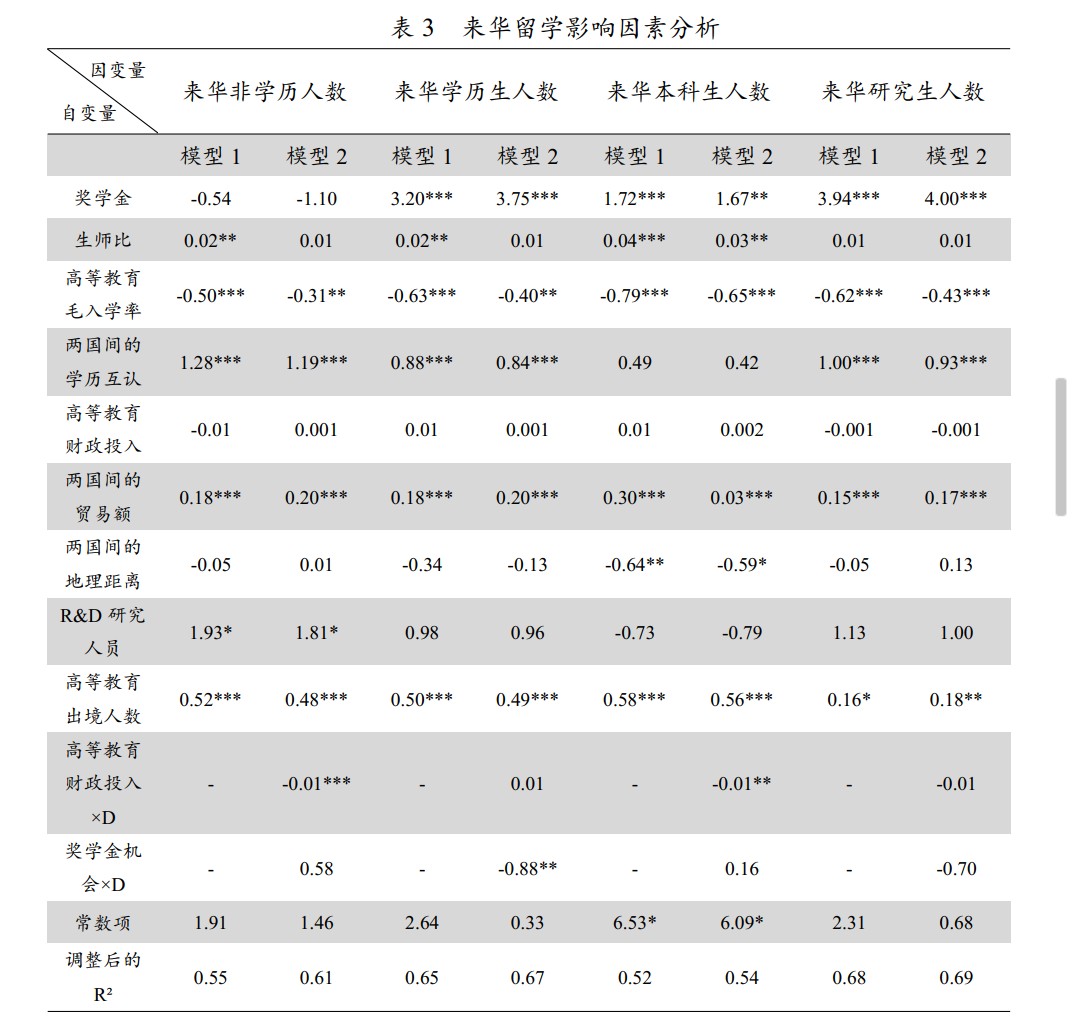 表 3 来华留学影响因素分析
因变量
自变量
来华非学历人数 来华学历生人数 来华本科生人数 来华研究生人数
模型 1 模型 2 模型 1 模型 2 模型 1 模型 2 模型 1 模型 2
奖学金 -0.54 -1.10 3.20*** 3.75*** 1.72*** 1.67** 3.94*** 4.00***
生师比 0.02** 0.01 0.02** 0.01 0.04*** 0.03** 0.01 0.01
高等教育
毛入学率
-0.50*** -0.31** -0.63*** -0.40** -0.79*** -0.65*** -0.62*** -0.43***
两国间的
学历互认
1.28*** 1.19*** 0.88*** 0.84*** 0.49 0.42 1.00*** 0.93***
高等教育
财政投入
-0.01 0.001 0.01 0.001 0.01 0.002 -0.001 -0.001
两国间的
贸易额
0.18*** 0.20*** 0.18*** 0.20*** 0.30*** 0.03*** 0.15*** 0.17***
两国间的
地理距离
-0.05 0.01 -0.34 -0.13 -0.64** -0.59* -0.05 0.13
R&D 研究
人员
1.93* 1.81* 0.98 0.96 -0.73 -0.79 1.13 1.00
高等教育
出境人数
0.52*** 0.48*** 0.50*** 0.49*** 0.58*** 0.56*** 0.16* 0.18**
高等教育
财政投入
×D
- -0.01*** - 0.01 - -0.01** - -0.01
奖学金机
会×D
- 0.58 - -0.88** - 0.16 - -0.70
常数项 1.91 1.46 2.64 0.33 6.53* 6.09* 2.31 0.68
调整后的
R²
0.55 0.61 0.65 0.67 0.52 0.54 0.68 0.69